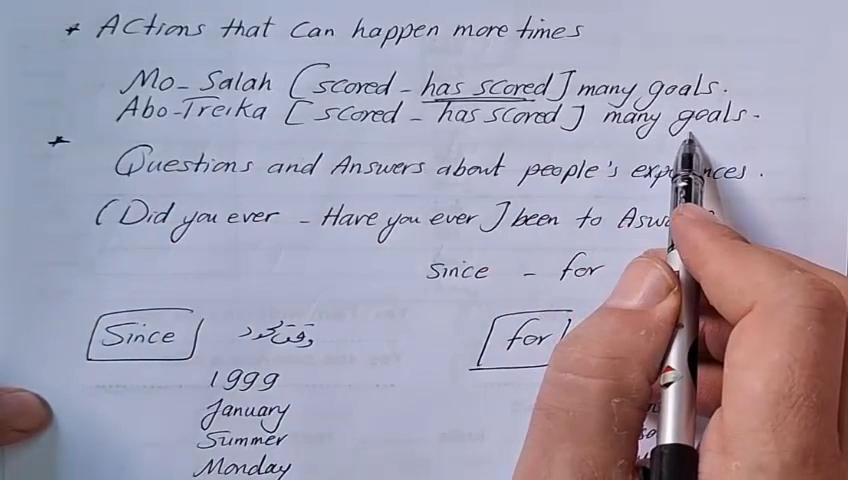 * Actions that can happen more times
Mo-Salah [scored - has scored] many goals.
Abo-Treika [scored - has scored] many goals.
*
Questions and Answers about people's
(Did you ever - Have you ever] been to
since - for
Since وقت محدد for
1999
January
Summer
Monday